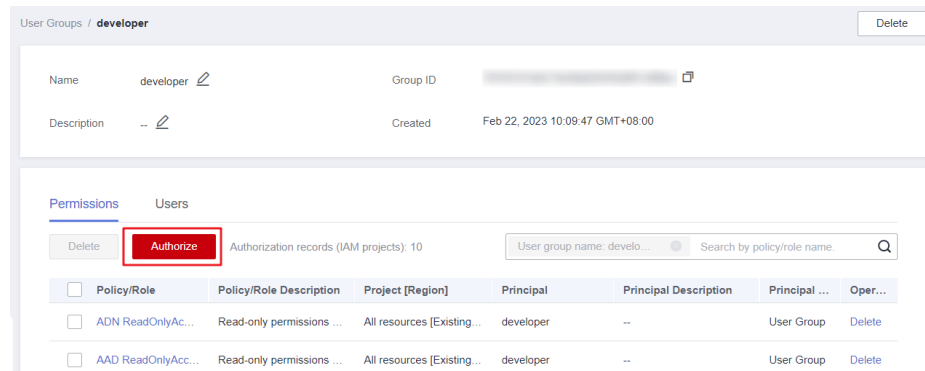 User Groups / developer
Delete
Name developer Group ID
Description -- Created Feb 22, 2023 10:09:47 GMT+08:00
Permissions Users
Delete Authorize Authorization records (IAM projects): 10 User group name: develo... Search by policy/role name.
Policy/Role Policy/Role Description Project [Region] Principal Principal Description Principal ... Oper...
ADN ReadOnlyAc... Read-only permissions ... All resources [Existing... developer -- User Group Delete
AAD ReadOnlyAcc... Read-only permissions ... All resources [Existing... developer -- User Group Delete